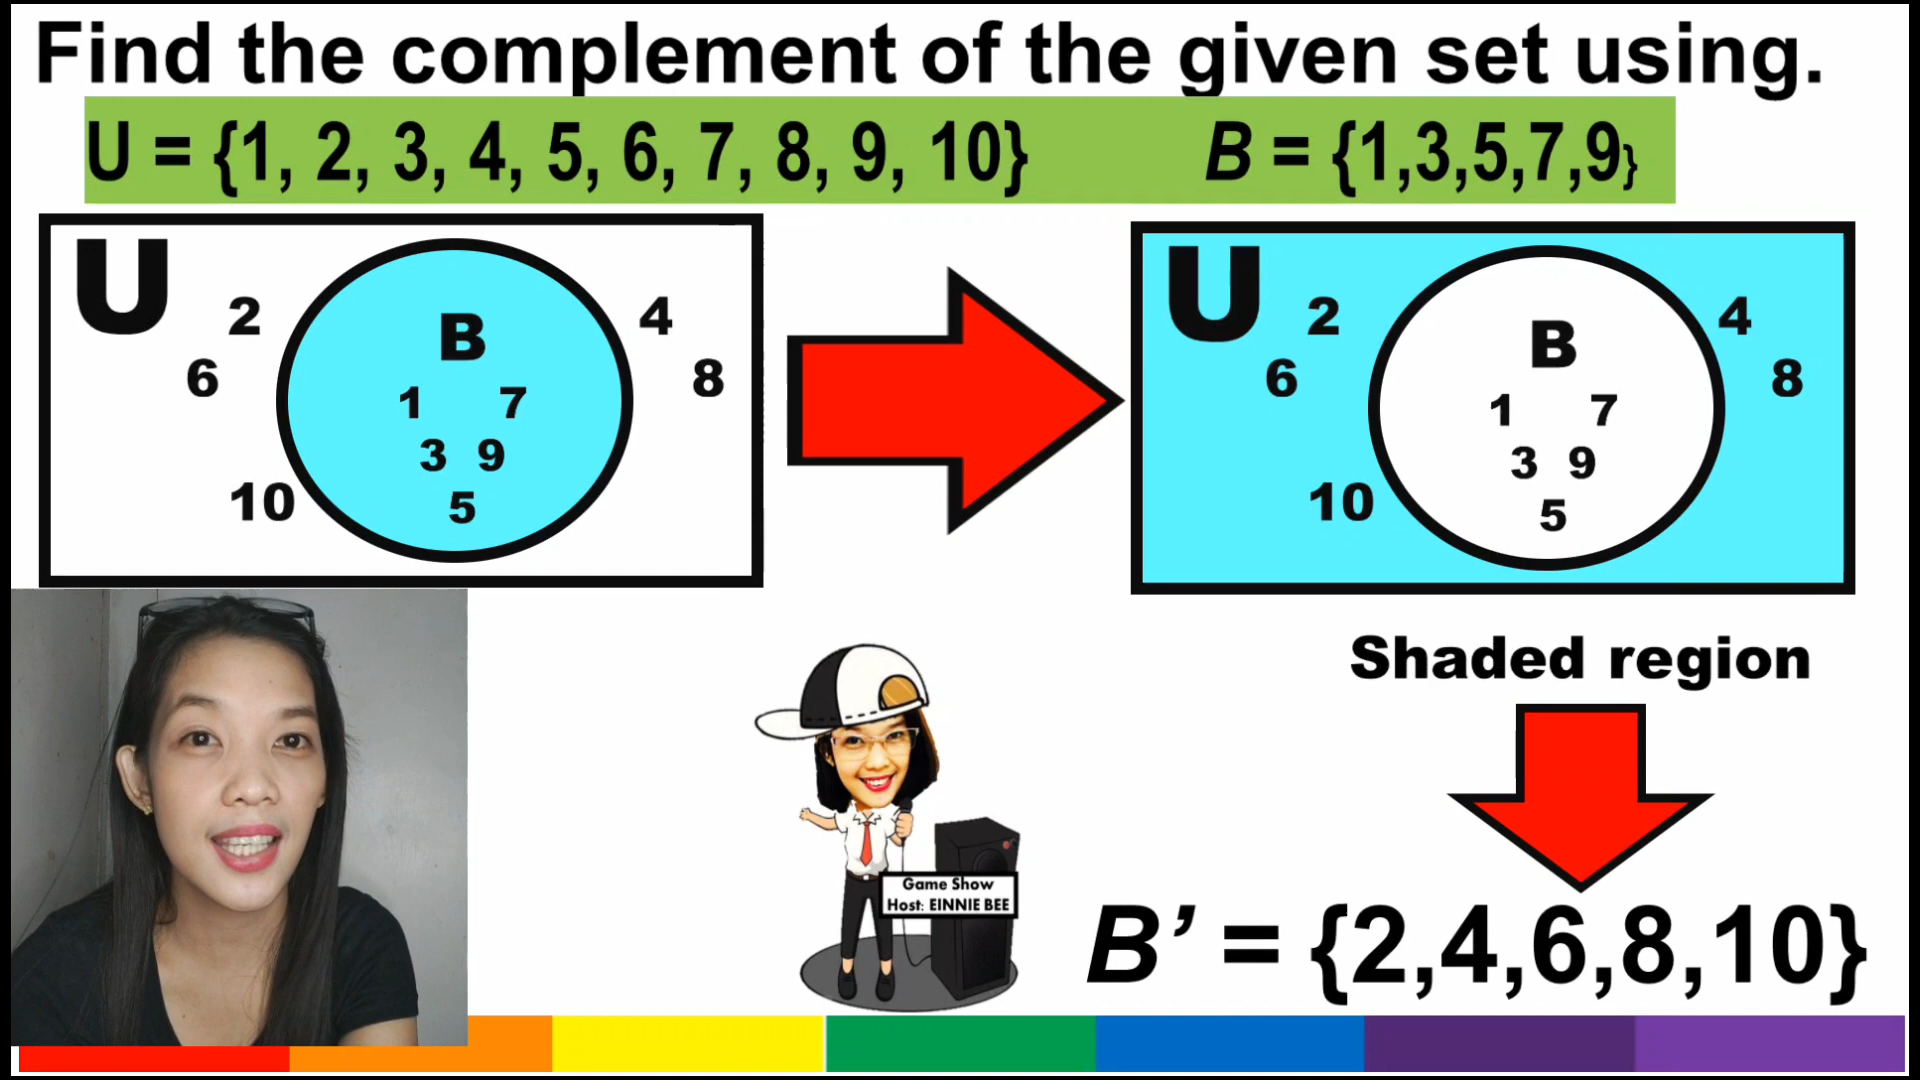 Find the complement of the given set using.
U = {1, 2, 3, 4, 5, 6, 7, 8, 9, 10} B = {1,3,5,7,9}
U
2
4
B
6
8
1 7
3 9
10
5
U
2
4
B
6
8
1 7
3 9
10
5
Shaded region
Game Show
Host: EINNIE BEE
B’ = {2,4,6,8,10}